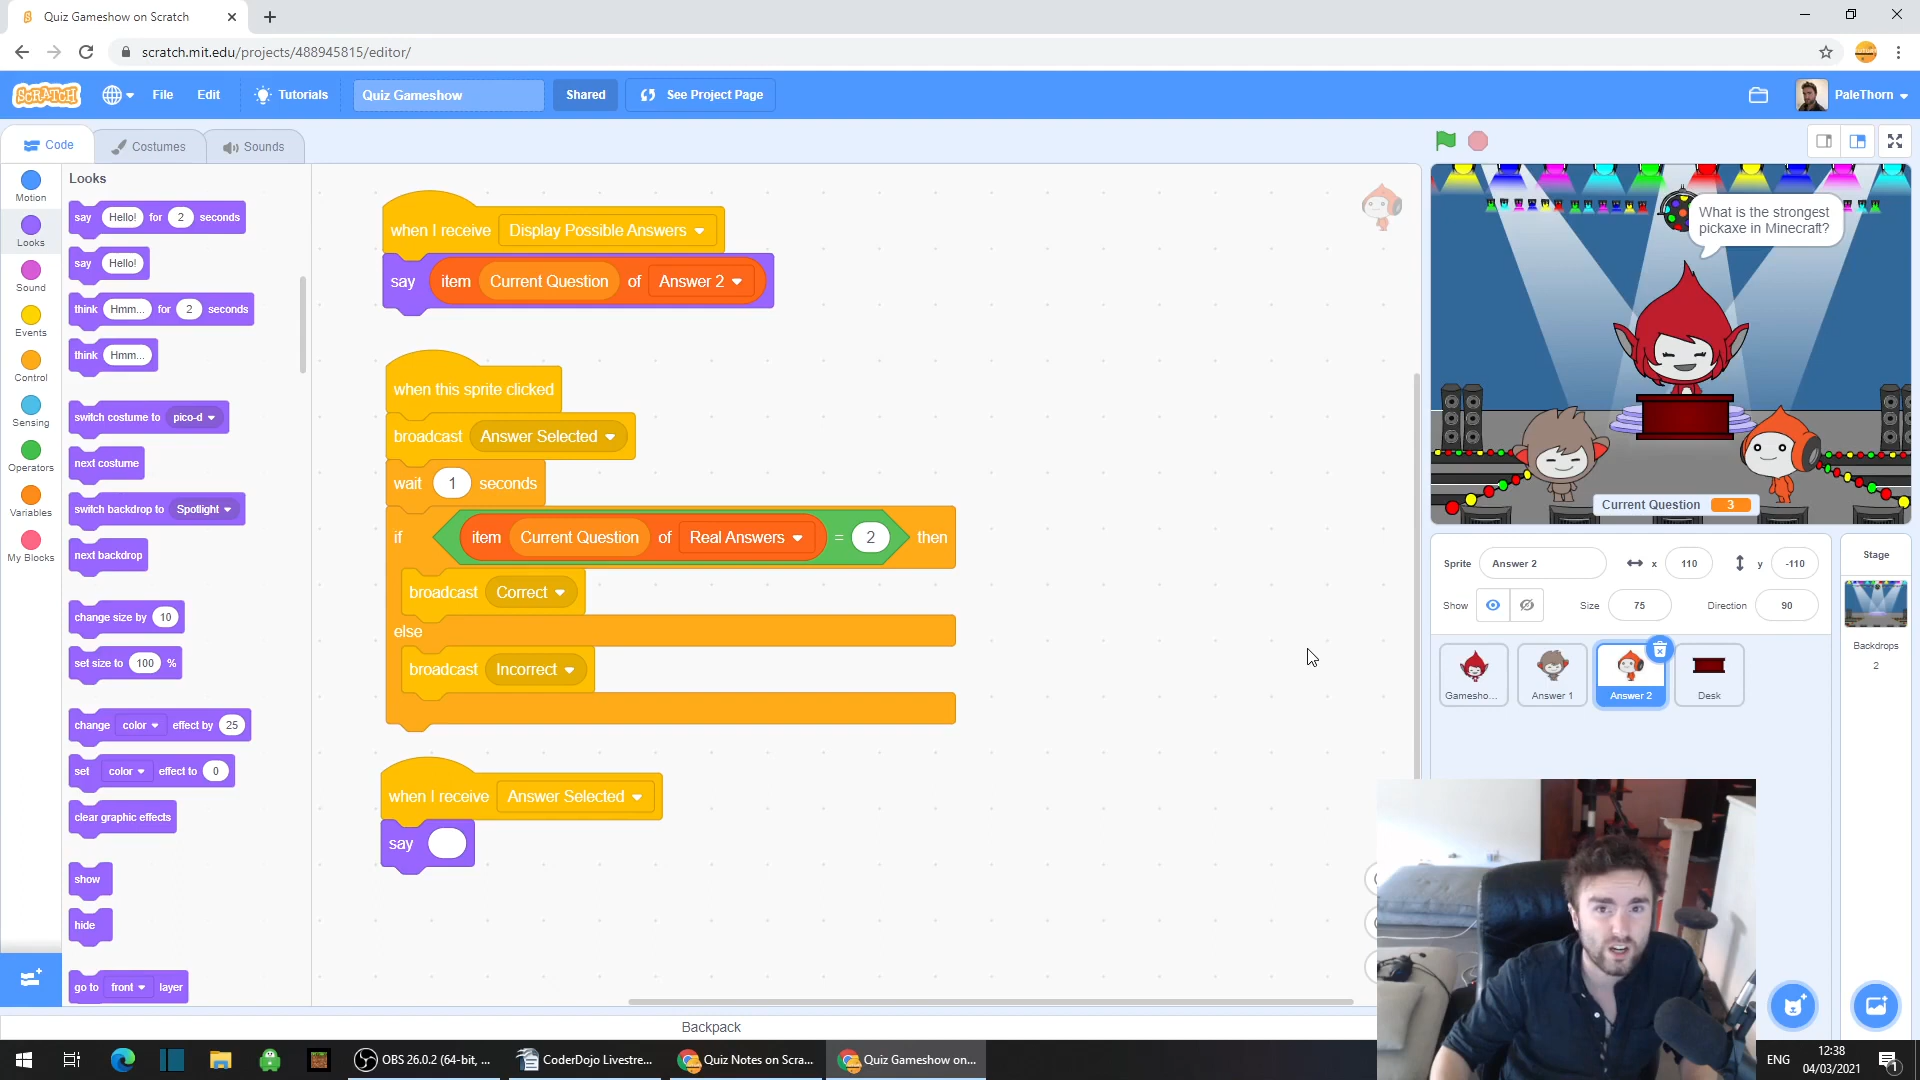 Quiz Gameshow on Scratch
scratch.mit.edu/projects/488945815/editor/
SCRATCH
File
Edit
Tutorials
Quiz Gameshow
Shared
See Project Page
PaleThorn
Code
Costumes
Sounds
Motion
Looks
Sound
Events
Control
Sensing
Operators
Variables
My Blocks
Looks
say Hello! for 2 seconds
say Hello!
think Hmm... for 2 seconds
think Hmm...
switch costume to pico-d
next costume
switch backdrop to Spotlight
next backdrop
change size by 10
set size to 100 %
change color effect by 25
set color effect to 0
clear graphic effects
show
hide
go to front layer
when I receive Display Possible Answers
say item Current Question of Answer 2
when this sprite clicked
broadcast Answer Selected
wait 1 seconds
if item Current Question of Real Answers = 2 then
broadcast Correct
else
broadcast Incorrect
when I receive Answer Selected
say
What is the strongest
pickaxe in Minecraft?
Current Question 3
Sprite Answer 2 x 110 y -110
Show Size 75 Direction 90
Gamesho...
Answer 1
Answer 2
Desk
Stage
Backdrops
2
Backpack
OBS 26.0.2 (64-bit, ...
CoderDojo Livestre...
Quiz Notes on Scra...
Quiz Gameshow on...
ENG
12:38
04/03/2021
1